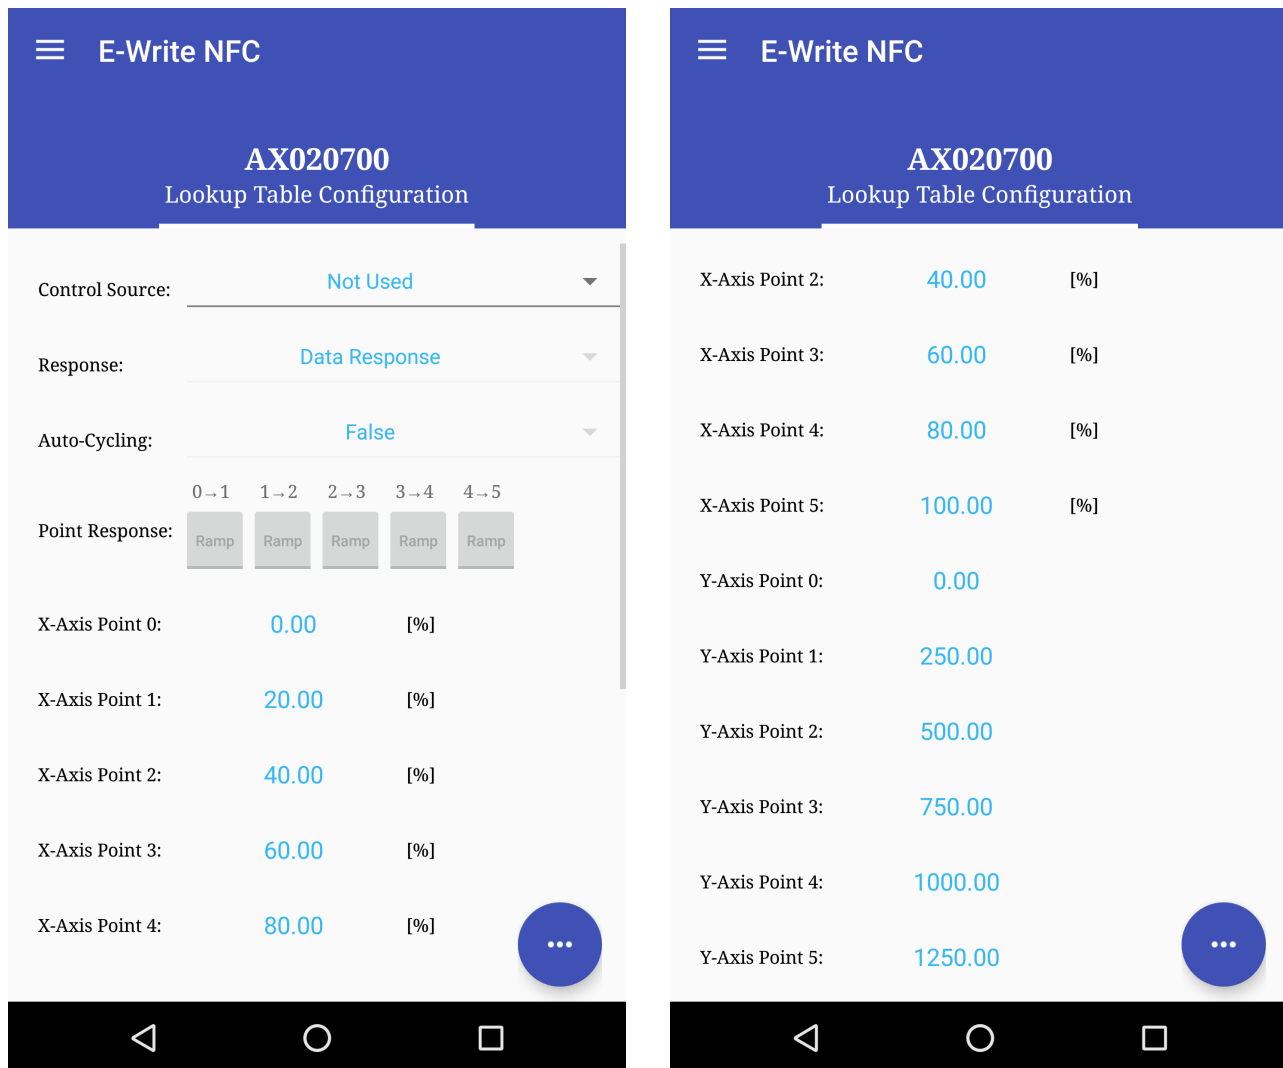 E-Write NFC
AX020700
Lookup Table Configuration
Control Source: Not Used
Response: Data Response
Auto-Cycling: False
0→1 1→2 2→3 3→4 4→5
Point Response: Ramp Ramp Ramp Ramp Ramp
X-Axis Point 0: 0.00 [%]
X-Axis Point 1: 20.00 [%]
X-Axis Point 2: 40.00 [%]
X-Axis Point 3: 60.00 [%]
X-Axis Point 4: 80.00 [%]
E-Write NFC
AX020700
Lookup Table Configuration
X-Axis Point 2: 40.00 [%]
X-Axis Point 3: 60.00 [%]
X-Axis Point 4: 80.00 [%]
X-Axis Point 5: 100.00 [%]
Y-Axis Point 0: 0.00
Y-Axis Point 1: 250.00
Y-Axis Point 2: 500.00
Y-Axis Point 3: 750.00
Y-Axis Point 4: 1000.00
Y-Axis Point 5: 1250.00